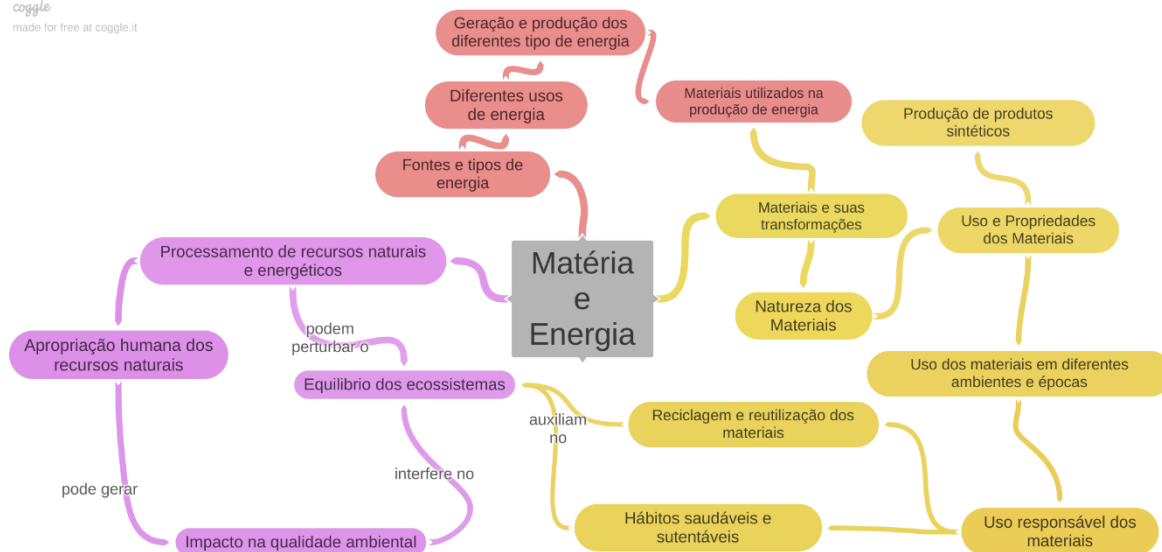 coggle
made for free at coggle.it
Geração e produção dos
diferentes tipo de energia
Diferentes usos
de energia
Fontes e tipos de
energia
Materiais utilizados na
produção de energia
Produção de produtos
sintéticos
Materiais e suas
transformações
Uso e Propriedades
dos Materiais
Natureza dos
Materiais
Matéria
e
Energia
Processamento de recursos naturais
e energéticos
podem
perturbar o
Apropriação humana dos
recursos naturais
Equilibrio dos ecossistemas
Uso dos materiais em diferentes
ambientes e épocas
Reciclagem e reutilização dos
materiais
auxiliam
no
interfere no
pode gerar
Hábitos saudáveis e
sutentáveis
Uso responsável dos
materiais
Impacto na qualidade ambiental